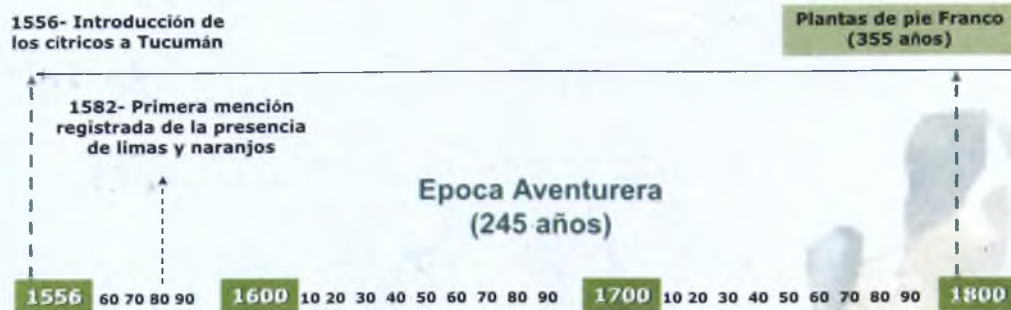 1556- Introducción de
los cítricos a Tucumán
Plantas de pie Franco
(355 años)
1582- Primera mención
registrada de la presencia
de limas y naranjos
Epoca Aventurera
(245 años)
1556 60 70 80 90 1600 10 20 30 40 50 60 70 80 90 1700 10 20 30 40 50 60 70 80 90 1800